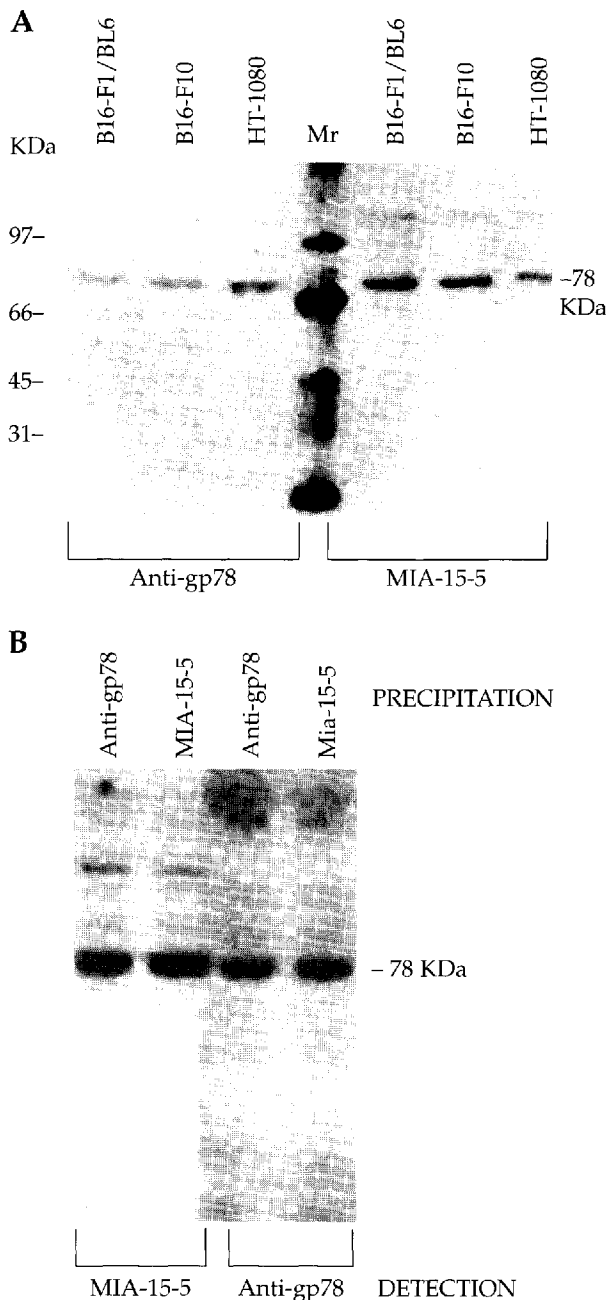 A
B16-F1/BL6
B16-F10
HT-1080
Mr
B16-F1/BL6
B16-F10
HT-1080
KDa
97–
66–
45–
31–
–78
KDa
Anti-gp78
MIA-15-5
B
Anti-gp78
MIA-15-5
Anti-gp78
Mia-15-5
PRECIPITATION
– 78 KDa
MIA-15-5
Anti-gp78
DETECTION